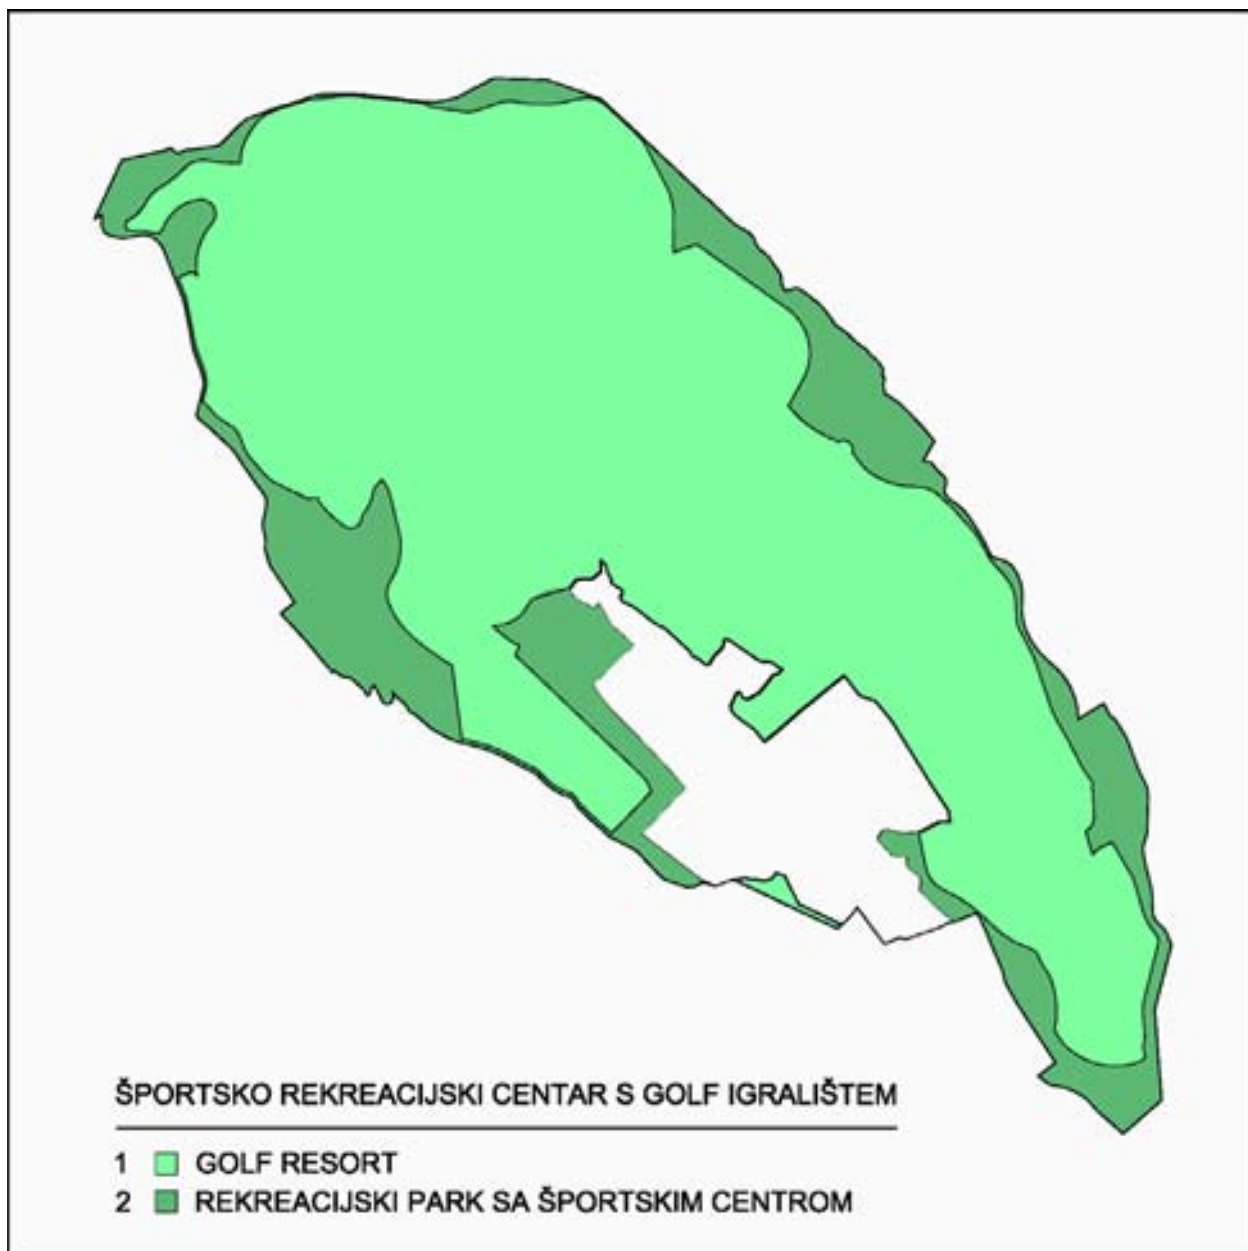 ŠPORTSKO REKREACIJSKI CENTAR S GOLF IGRALIŠTEM
1 GOLF RESORT
2 REKREACIJSKI PARK SA ŠPORTSKIM CENTROM